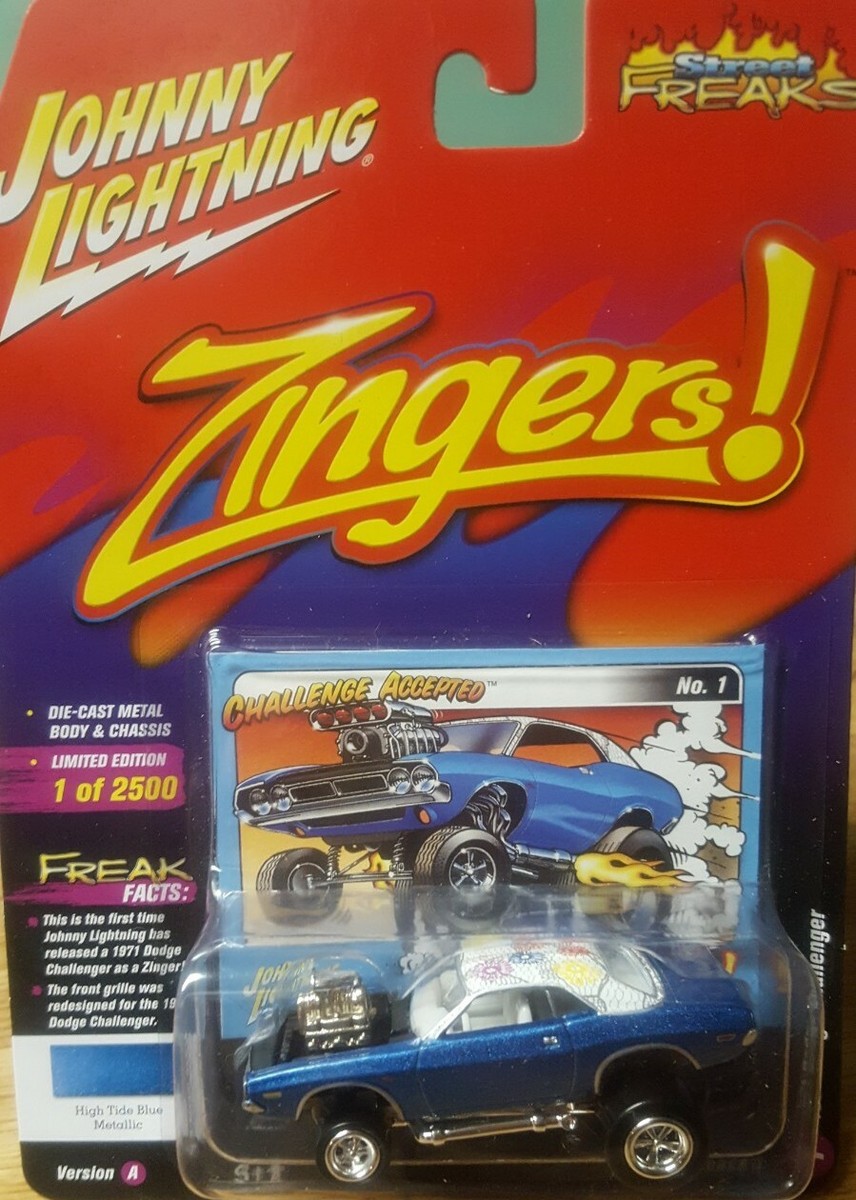 JOHNNY
LIGHTNING®
Street
FREAKS
Zingers!
™
CHALLENGE ACCEPTED™
No. 1
• DIE-CAST METAL
BODY & CHASSIS
• LIMITED EDITION
1 of 2500
FREAK
FACTS:
This is the first time
Johnny Lightning has
released a 1971 Dodge
Challenger as a Zinger!
The front grille was
redesigned for the 19
Dodge Challenger.
High Tide Blue
Metallic
Version A